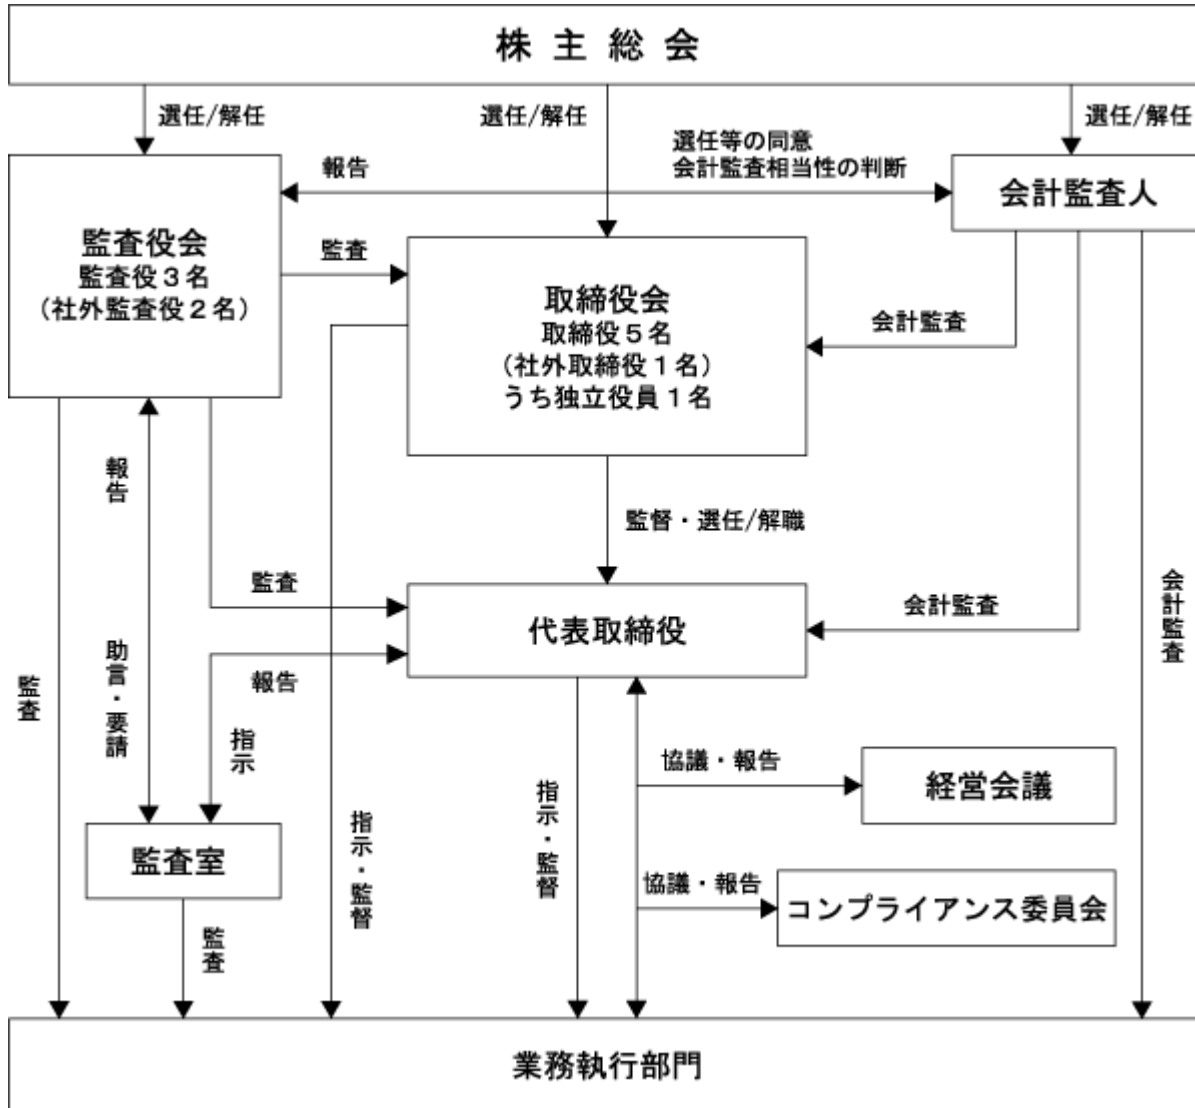 株主総会
選任/解任
選任/解任
選任/解任
報告
選任等の同意
会計監査相当性の判断
会計監査人
監査役会
監査役３名
（社外監査役２名）
監査
取締役会
取締役５名
（社外取締役１名）
うち独立役員１名
会計監査
報告
監督・選任/解職
監査
代表取締役
会計監査
会計監査
報告
助言・要請
監査
指示
協議・報告
経営会議
指示・監督
指示・監督
監査室
協議・報告
コンプライアンス委員会
監査
業務執行部門